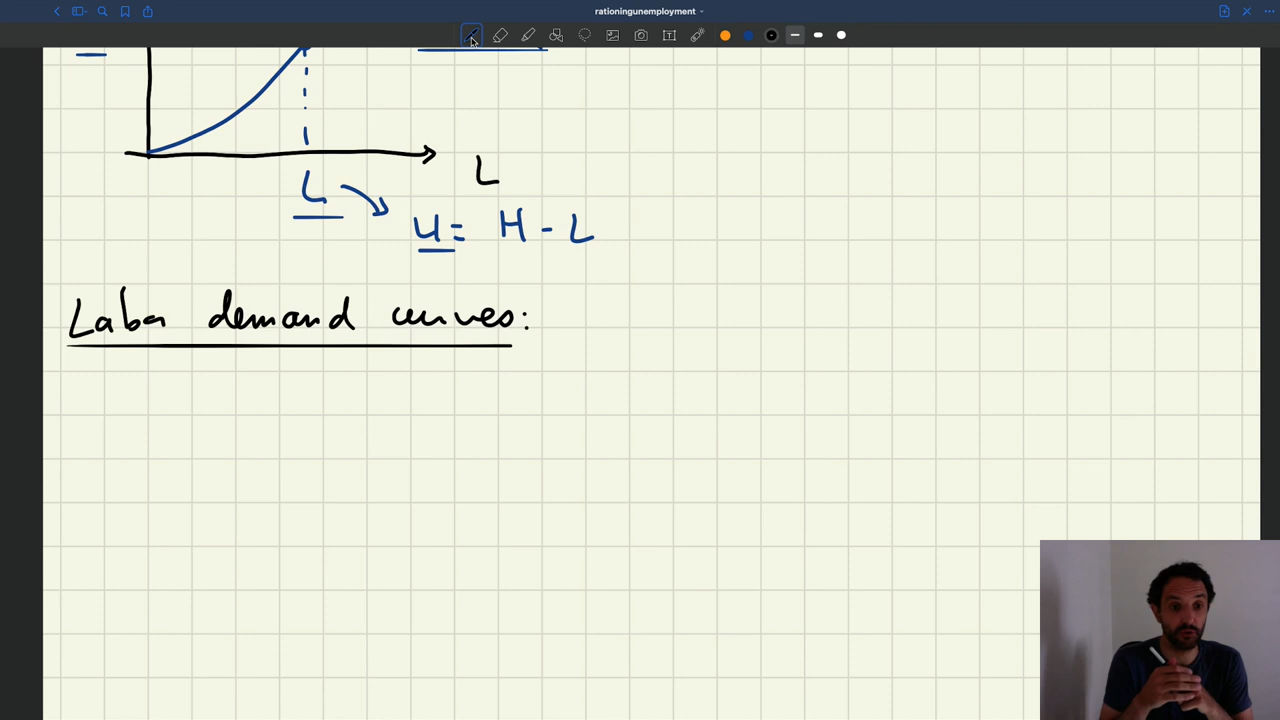 rationingunemployment
L
L
U = H - L
Labor demand curves: